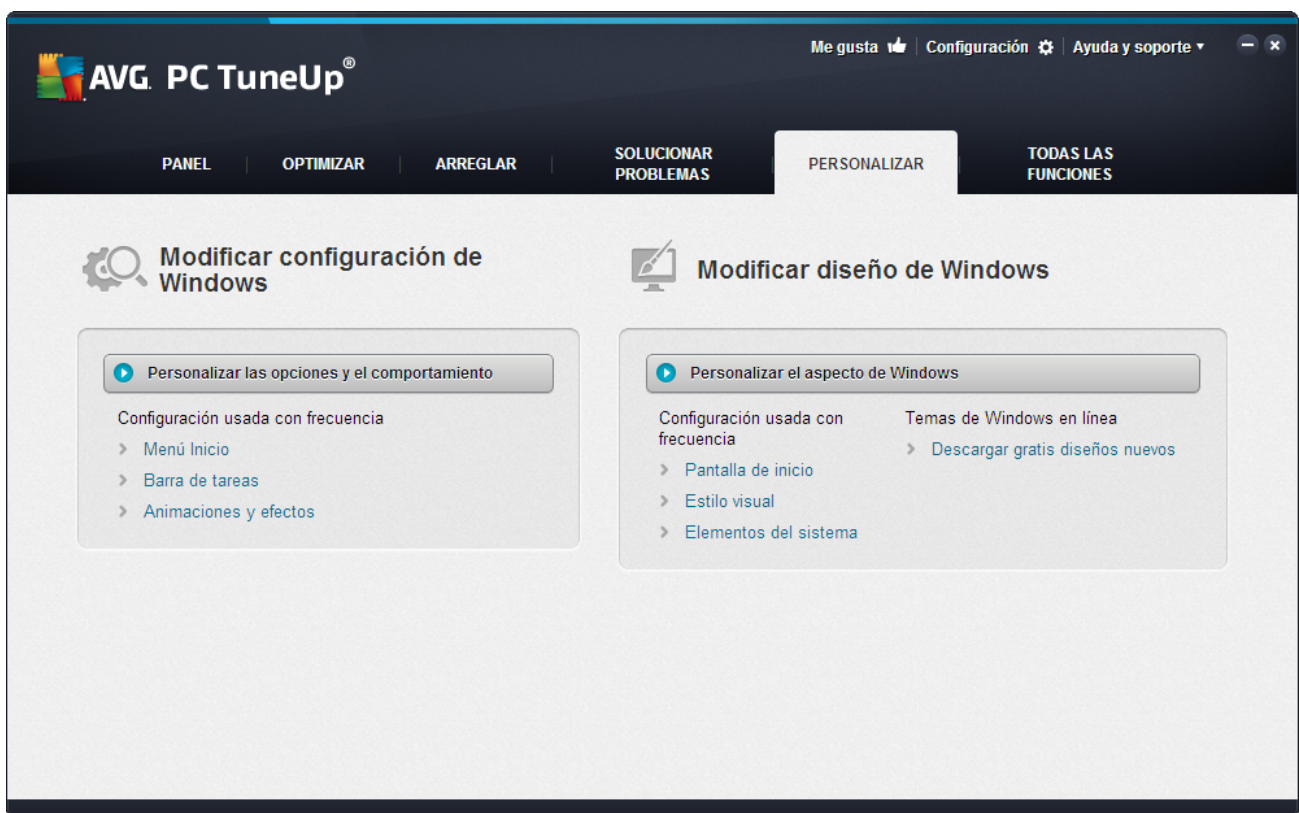 Me gusta Configuración Ayuda y soporte
AVG. PC TuneUp®
PANEL
OPTIMIZAR
ARREGLAR
SOLUCIONAR
PROBLEMAS
PERSONALIZAR
TODAS LAS
FUNCIONES
Modificar configuración de
Windows
Personalizar las opciones y el comportamiento
Configuración usada con frecuencia
Menú Inicio
Barra de tareas
Animaciones y efectos
Modificar diseño de Windows
Personalizar el aspecto de Windows
Configuración usada con
frecuencia
Pantalla de inicio
Estilo visual
Elementos del sistema
Temas de Windows en línea
Descargar gratis diseños nuevos